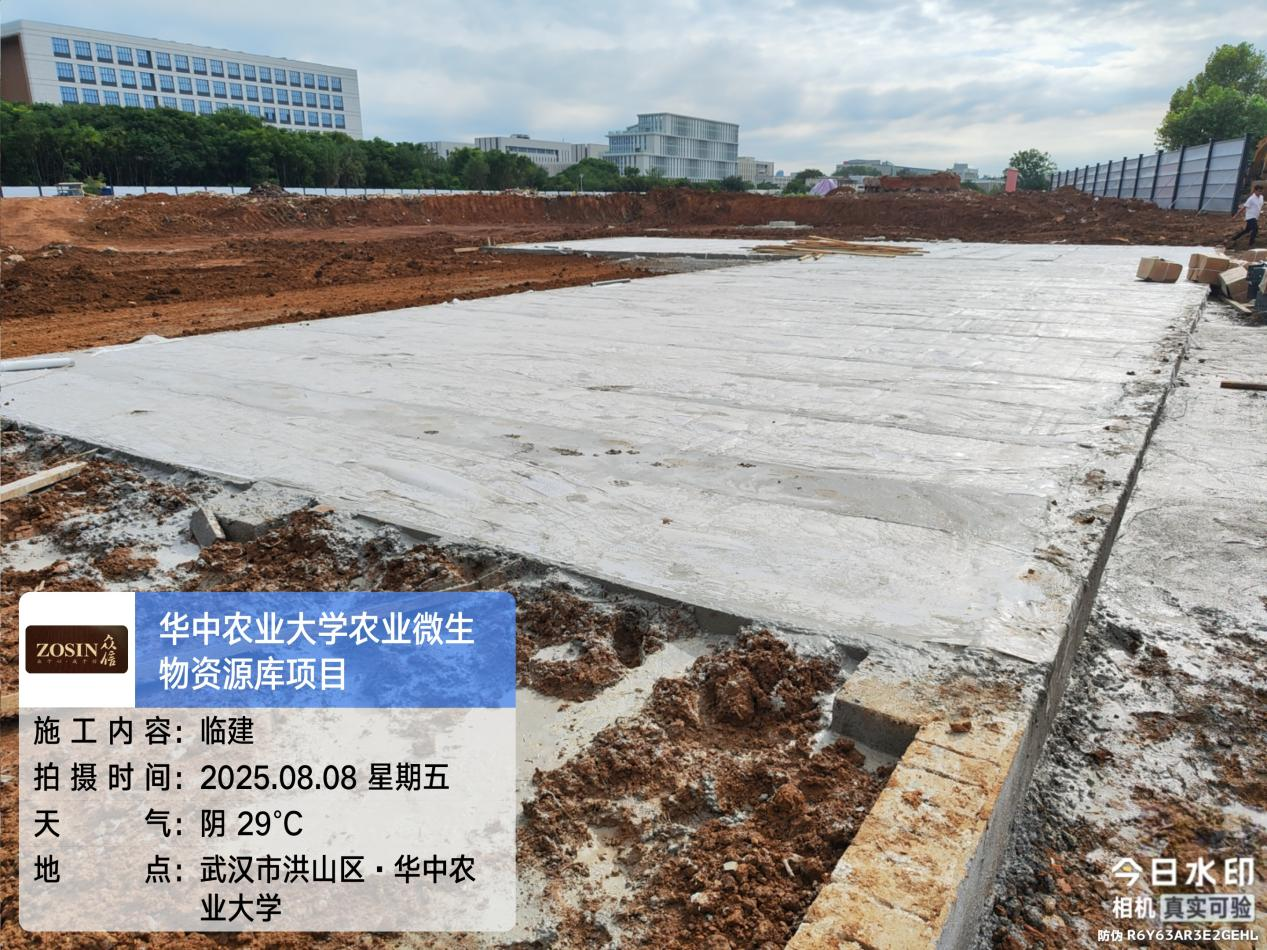 华中农业大学农业微生
物资源库项目
ZOSIN 众信
施工内容：临建
拍摄时间：2025.08.08 星期五
天气：阴 29℃
地点：武汉市洪山区·华中农
业大学
今日水印
相机 真实可验
防伪 R6Y63AR3E2GEHL